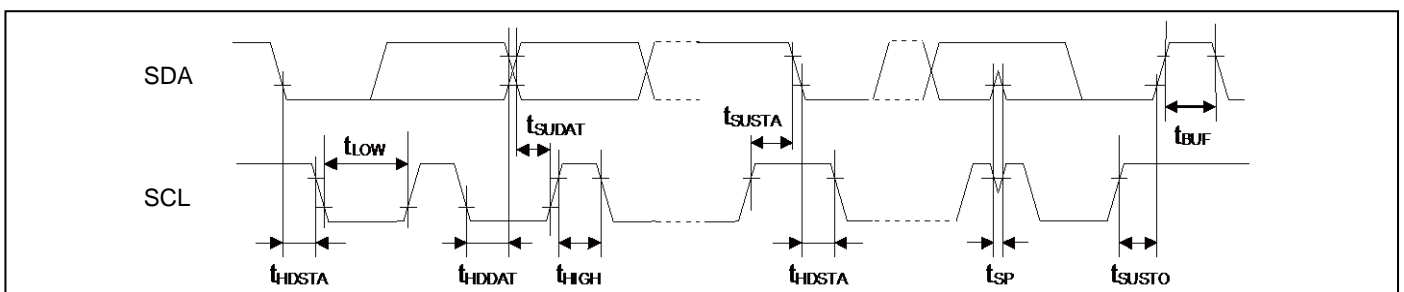 SDA
tSUDAT
tSUSTA
tBUF
tLOW
SCL
tHDSTA
tHDDAT
tHIGH
tHDSTA
tSP
tSUSTO